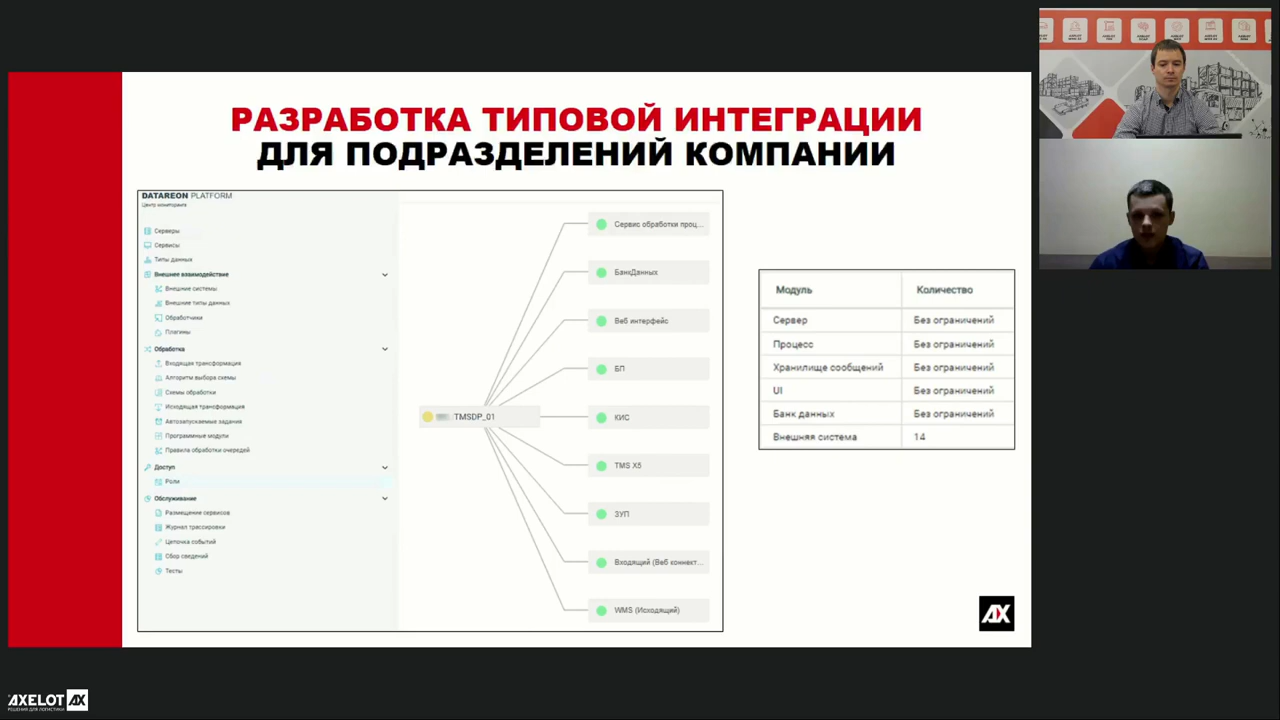 РАЗРАБОТКА ТИПОВОЙ ИНТЕГРАЦИИ
ДЛЯ ПОДРАЗДЕЛЕНИЙ КОМПАНИИ
DATAREON PLATFORM
Центр мониторинга
Серверы
Сервисы
Типы данных
Внешнее взаимодействие
Внешние системы
Внешние типы данных
Обработчики
Плагины
Обработка
Входящая трансформация
Алгоритм выбора схемы
Схемы обработки
Исходящая трансформация
Автозапускаемые задания
Программные модули
Правила обработки очередей
Доступ
Роли
Обслуживание
Размещение сервисов
Журнал трассировки
Цепочка событий
Сбор сведений
Тесты
TMSDP_01
Сервис обработки проц...
БанкДанных
Веб интерфейс
БП
КИС
TMS X5
ЗУП
Входящий (Веб коннект...
WMS (Исходящий)
Модуль Количество
Сервер Без ограничений
Процесс Без ограничений
Хранилище сообщений Без ограничений
UI Без ограничений
Банк данных Без ограничений
Внешняя система 14
AX
AXELOT AX
РЕШЕНИЯ ДЛЯ ЛОГИСТИКИ